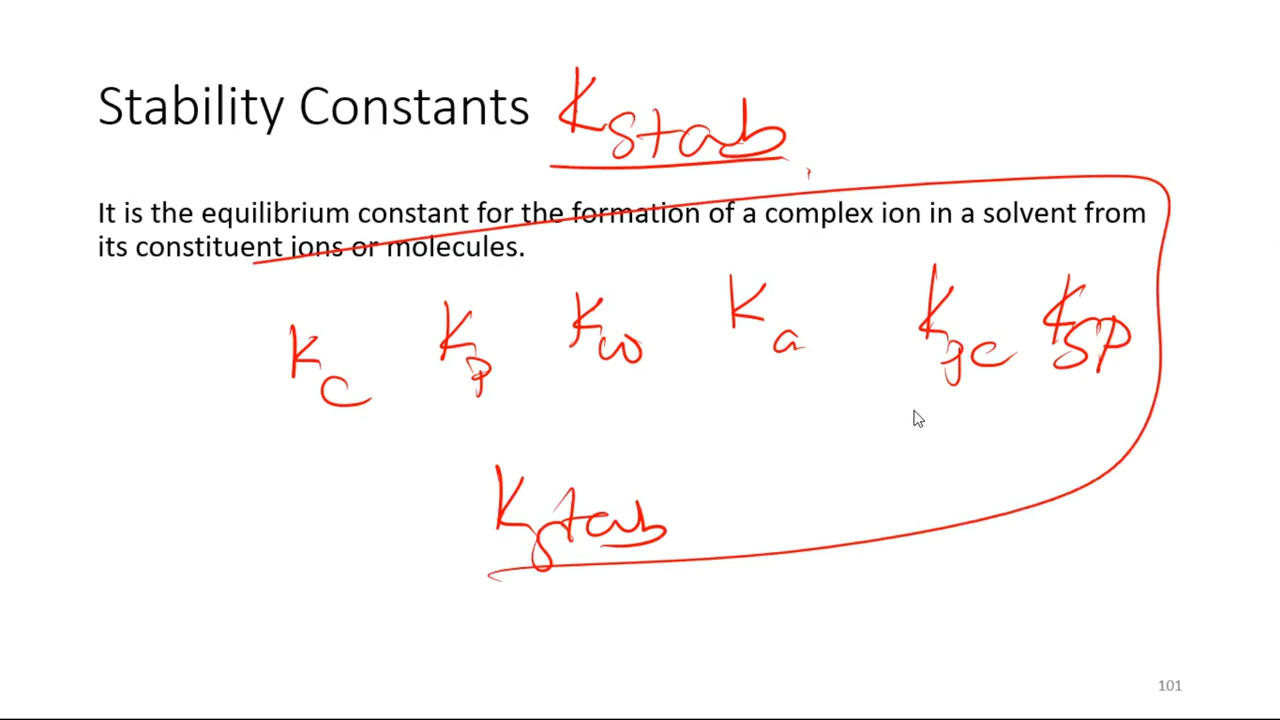 Stability Constants Kstab
It is the equilibrium constant for the formation of a complex ion in a solvent from
its constituent ions or molecules.
Kc Kp Kw Ka Kpc Ksp
Kstab
101